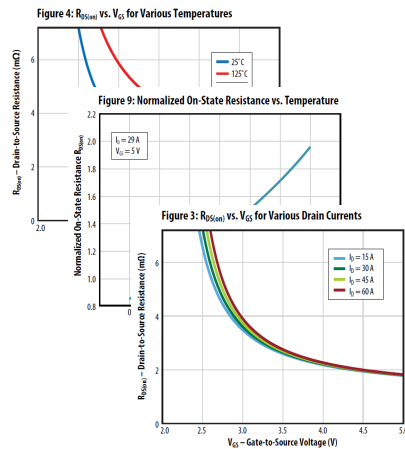 Figure 4: RDS(on) vs. VGS for Various Temperatures
RDS(on) – Drain-to-Source Resistance (mΩ)
6
4
2
0
2.0
25˚C
125˚C
Figure 9: Normalized On-State Resistance vs. Temperature
Normalized On-State Resistance RDS(on)
2.2
2.0
1.8
1.6
1.4
1.2
1.0
0.8
0
ID = 29 A
VGS = 5 V
Figure 3: RDS(on) vs. VGS for Various Drain Currents
RDS(on) – Drain-to-Source Resistance (mΩ)
6
4
2
0
ID = 15 A
ID = 30 A
ID = 45 A
ID = 60 A
2.0 2.5 3.0 3.5 4.0 4.5 5.0
VGS – Gate-to-Source Voltage (V)